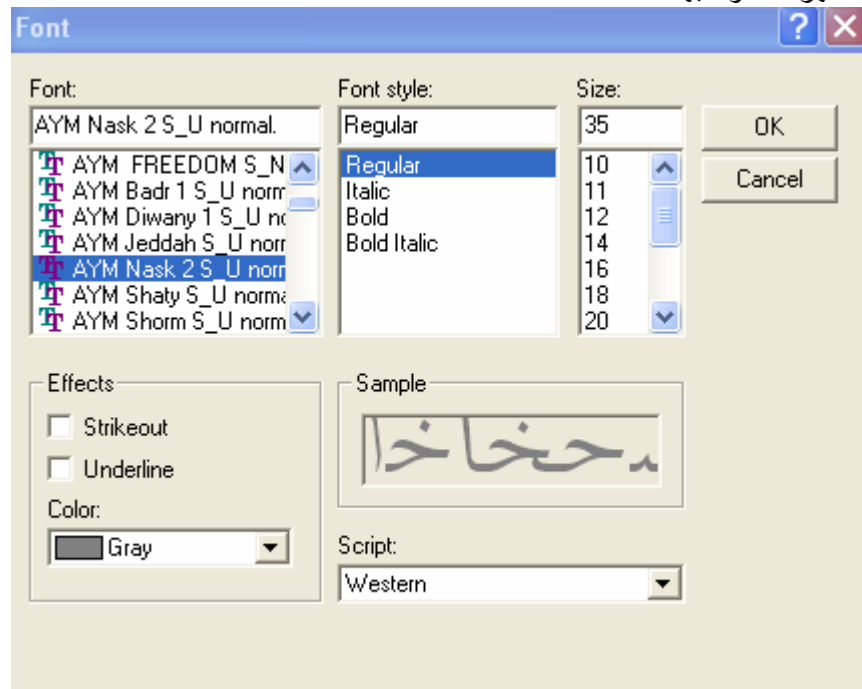 Font
Font:
AYM Nask 2 S_U normal.
AYM FREEDOM S_N
AYM Badr 1 S_U norm
AYM Diwany 1 S_U no
AYM Jeddah S_U norr
AYM Nask 2 S_U norr
AYM Shaty S_U norma
AYM Shorm S_U norm
Font style:
Regular
Regular
Italic
Bold
Bold Italic
Size:
35
10
11
12
14
16
18
20
OK
Cancel
Effects
Strikeout
Underline
Color:
Gray
Sample
Script:
Western